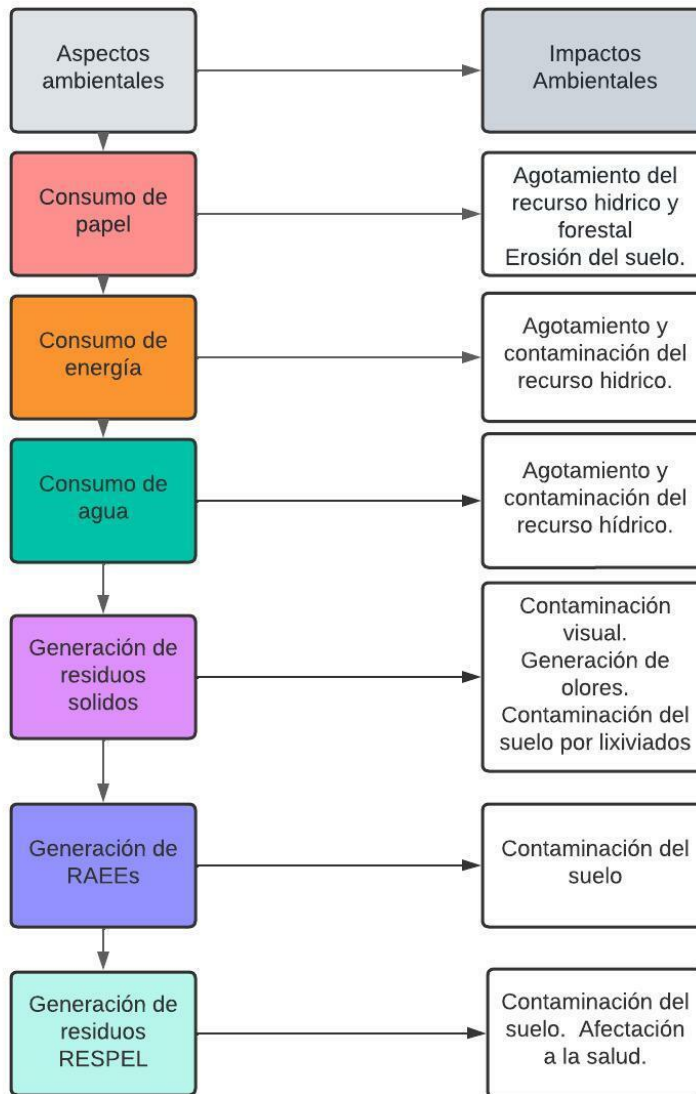 Aspectos
ambientales
Impactos
Ambientales
Consumo de
papel
Agotamiento del
recurso hidrico y
forestal
Erosión del suelo.
Consumo de
energía
Agotamiento y
contaminación del
recurso hidrico.
Consumo de
agua
Agotamiento y
contaminación del
recurso hídrico.
Generación de
residuos
solidos
Contaminación
visual.
Generación de
olores.
Contaminación del
suelo por lixiviados
Generación de
RAEEs
Contaminación del
suelo
Generación de
residuos
RESPEL
Contaminación del
suelo. Afectación
a la salud.